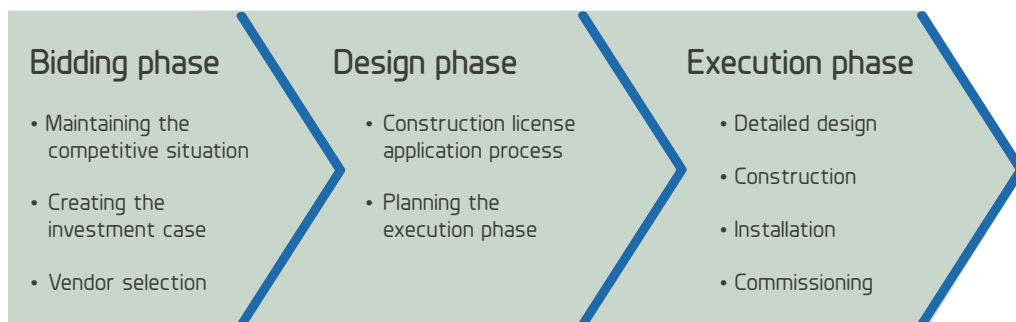 Bidding phase
• Maintaining the
competitive situation
• Creating the
investment case
• Vendor selection
Design phase
• Construction license
application process
• Planning the
execution phase
Execution phase
• Detailed design
• Construction
• Installation
• Commissioning